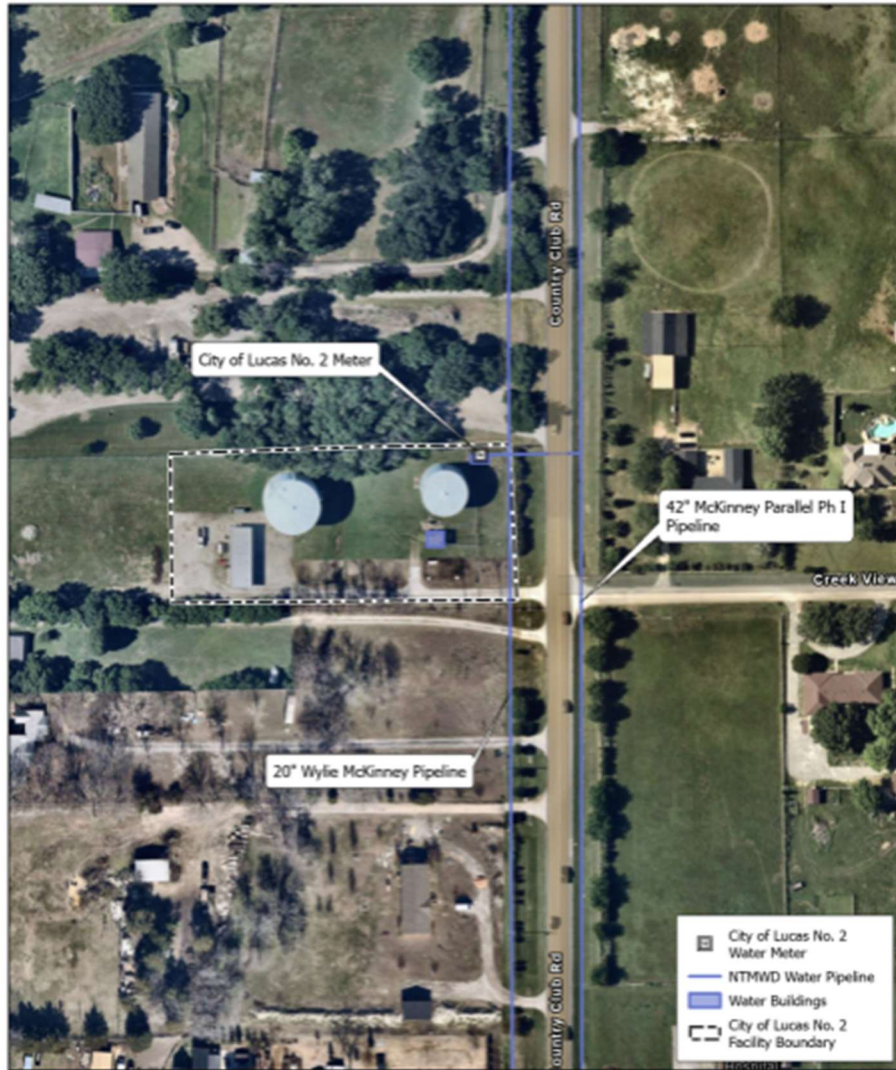 Country Club Rd
City of Lucas No. 2 Meter
42" McKinney Parallel Ph I
Pipeline
Creek View
20" Wylie McKinney Pipeline
ountry Club Rd
City of Lucas No. 2
Water Meter
NTMWD Water Pipeline
Water Buildings
City of Lucas No. 2
Facility Boundary
Hospital